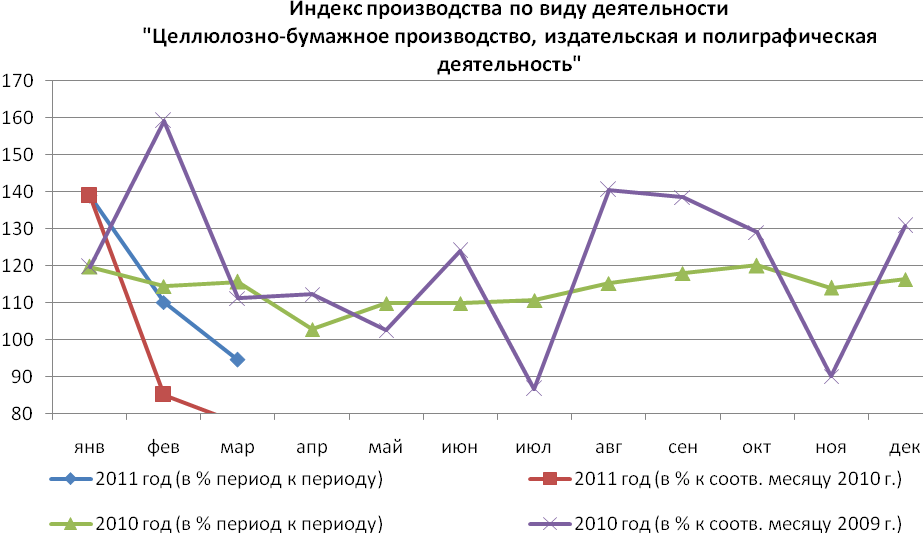 Индекс производства по виду деятельности
"Целлюлозно-бумажное производство, издательская и полиграфическая
деятельность"
170
160
150
140
130
120
110
100
90
80
янв фев мар апр май июн июл авг сен окт ноя дек
2011 год (в % период к периоду) 2011 год (в % к соотв. месяцу 2010 г.)
2010 год (в % период к периоду) 2010 год (в % к соотв. месяцу 2009 г.)